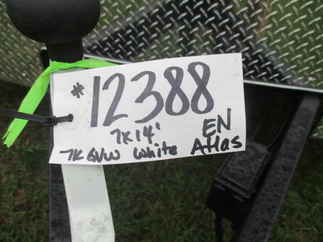 #12388
7x14'
7K GVW White
EN
Atlas